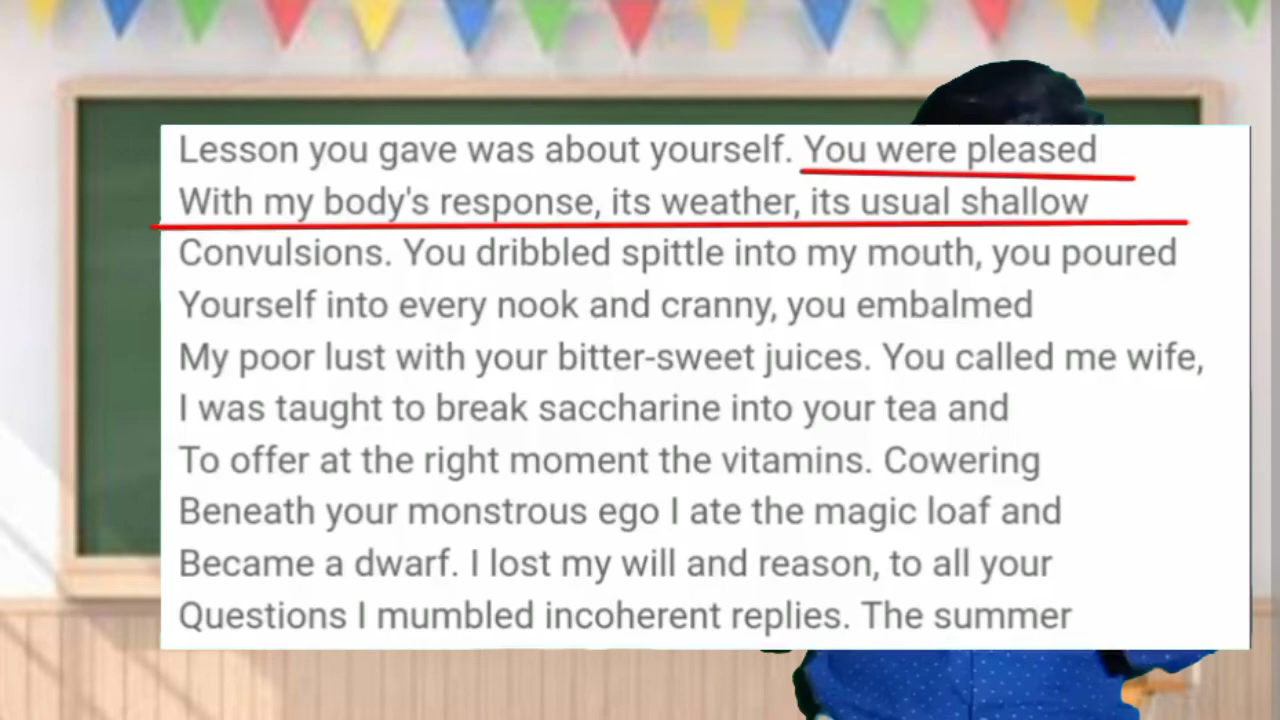 Lesson you gave was about yourself. You were pleased
With my body's response, its weather, its usual shallow
Convulsions. You dribbled spittle into my mouth, you poured
Yourself into every nook and cranny, you embalmed
My poor lust with your bitter-sweet juices. You called me wife,
I was taught to break saccharine into your tea and
To offer at the right moment the vitamins. Cowering
Beneath your monstrous ego I ate the magic loaf and
Became a dwarf. I lost my will and reason, to all your
Questions I mumbled incoherent replies. The summer